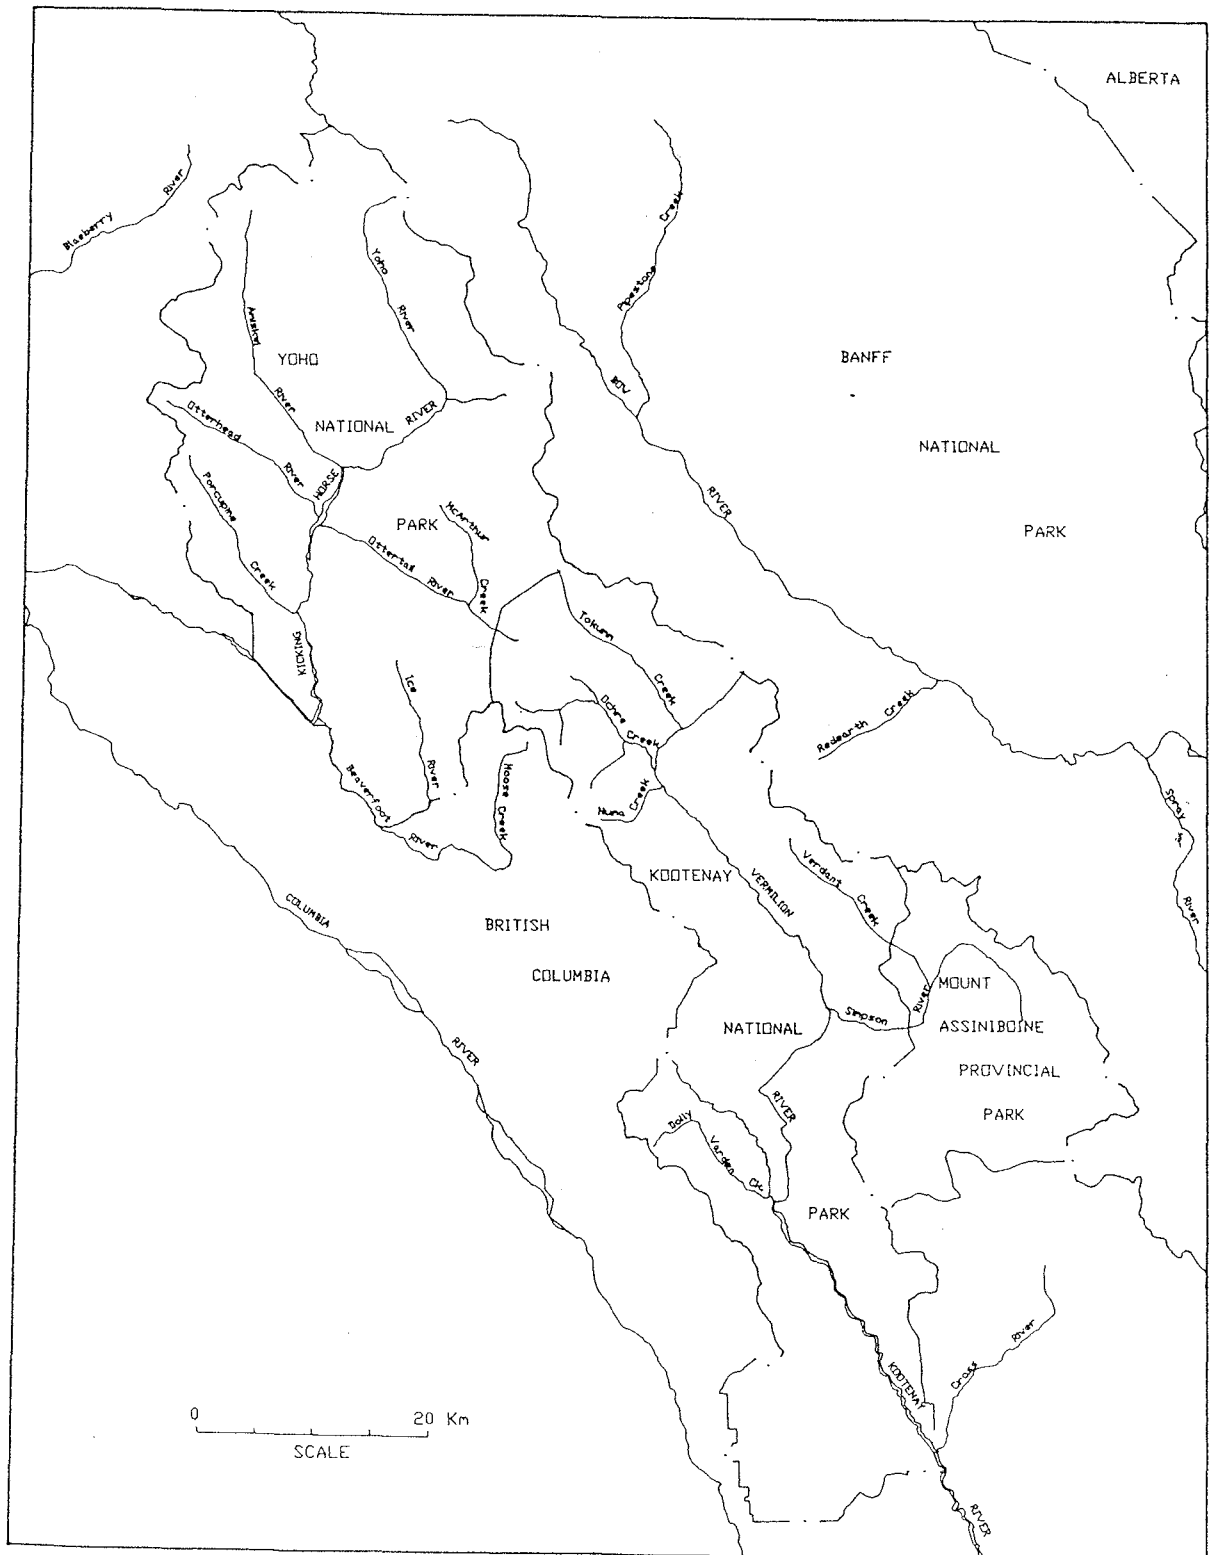 ALBERTA
Blaeberry River
Pipestone Creek
Yoho River
Amiskwi River
YOHO
NATIONAL
PARK
BANFF
NATIONAL
PARK
BOW RIVER
Otterhead River
KICKING HORSE RIVER
Porcupine Creek
McArthur Creek
Ottertail River
Tokumm Creek
Ochre Creek
Ice River
Redearth Creek
Numa Creek
Moose Creek
Beaverfoot River
Spray River
KOOTENAY
NATIONAL
PARK
VERMILION RIVER
Verdant Creek
COLUMBIA RIVER
BRITISH
COLUMBIA
Simpson River
MOUNT
ASSINIBOINE
PROVINCIAL
PARK
Dolly Varden Ck.
KOOTENAY RIVER
Cross River
0 20 Km
SCALE